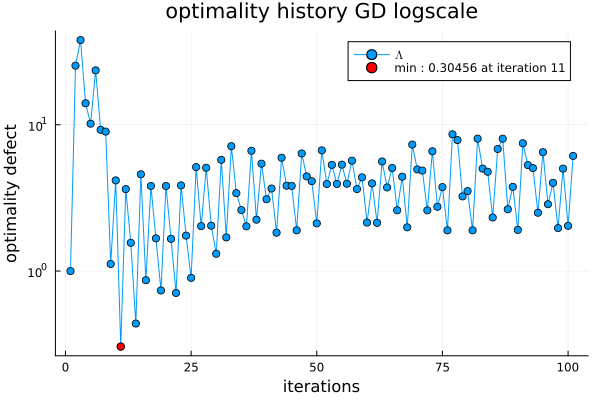 optimality history GD logscale
Λ
min : 0.30456 at iteration 11
10¹
10⁰
optimality defect
0 25 50 75 100
iterations